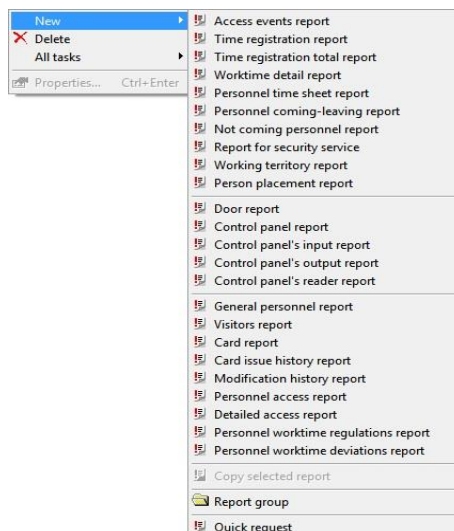 New
Delete
All tasks
Properties... Ctrl+Enter
Access events report
Time registration report
Time registration total report
Worktime detail report
Personnel time sheet report
Personnel coming-leaving report
Not coming personnel report
Report for security service
Working territory report
Person placement report
Door report
Control panel report
Control panel's input report
Control panel's output report
Control panel's reader report
General personnel report
Visitors report
Card report
Card issue history report
Modification history report
Personnel access report
Detailed access report
Personnel worktime regulations report
Personnel worktime deviations report
Copy selected report
Report group
Quick request